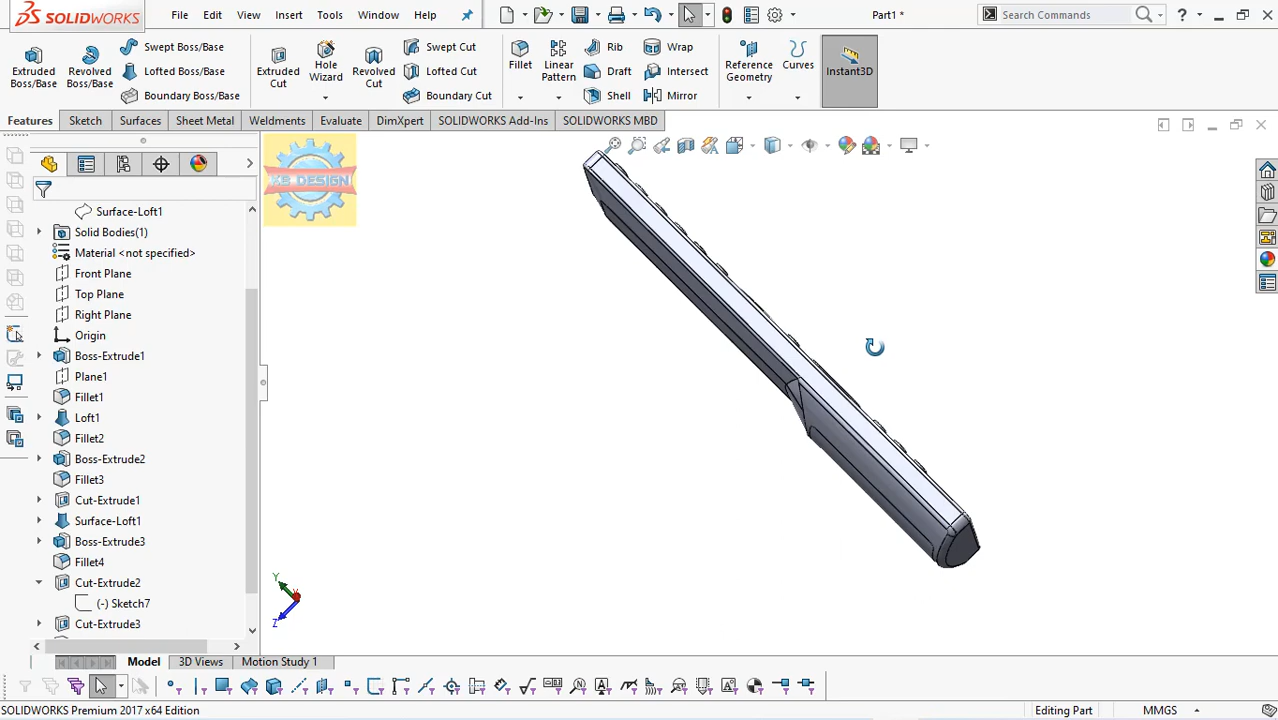 SOLIDWORKS
File Edit View Insert Tools Window Help
Part1 *
Search Commands
?
Extruded Boss/Base
Revolved Boss/Base
Swept Boss/Base
Lofted Boss/Base
Boundary Boss/Base
Extruded Cut
Hole Wizard
Revolved Cut
Swept Cut
Lofted Cut
Boundary Cut
Fillet
Linear Pattern
Rib
Draft
Shell
Wrap
Intersect
Mirror
Reference Geometry
Curves
Instant3D
Features Sketch Surfaces Sheet Metal Weldments Evaluate DimXpert SOLIDWORKS Add-Ins SOLIDWORKS MBD
Surface-Loft1
Solid Bodies(1)
Material <not specified>
Front Plane
Top Plane
Right Plane
Origin
Boss-Extrude1
Plane1
Fillet1
Loft1
Fillet2
Boss-Extrude2
Fillet3
Cut-Extrude1
Surface-Loft1
Boss-Extrude3
Fillet4
Cut-Extrude2
(-) Sketch7
Cut-Extrude3
DESIGN
Y
Z
Model 3D Views Motion Study 1
SOLIDWORKS Premium 2017 x64 Edition
Editing Part
MMGS